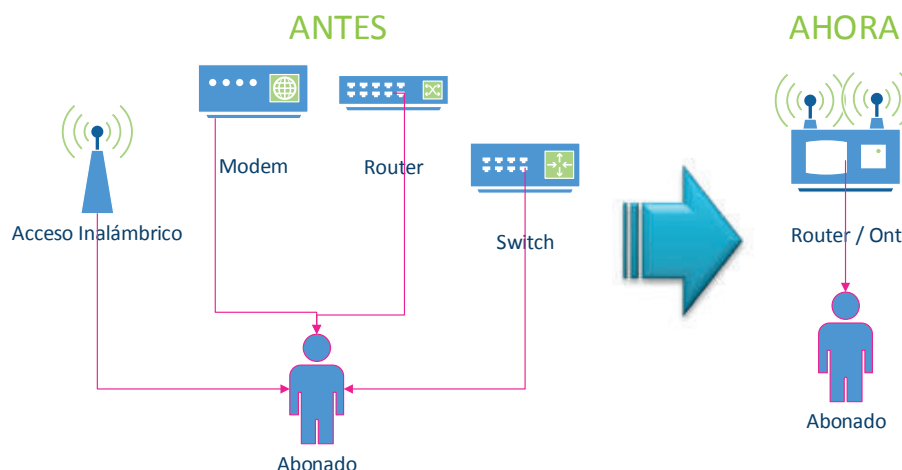 ANTES
AHORA
Modem
Router
Acceso Inalámbrico
Switch
Router / Ont
Abonado
Abonado